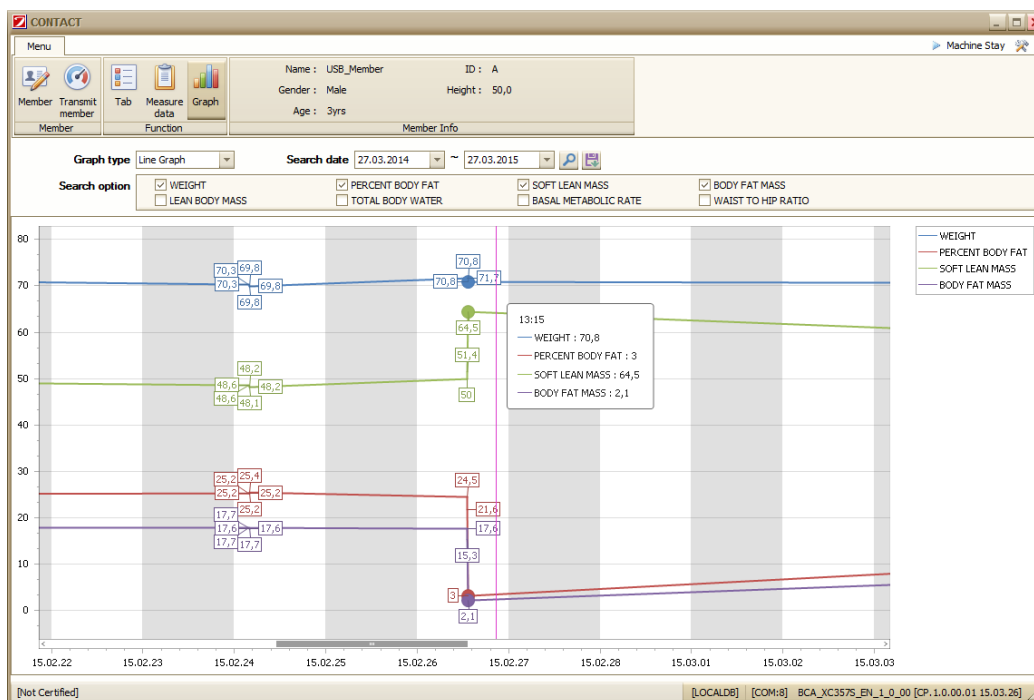 CONTACT
Menu
Machine Stay
Member
Transmit member
Tab
Measure data
Graph
Member
Function
Name : USB_Member ID : A
Gender : Male Height : 50,0
Age : 3yrs
Member Info
Graph type Line Graph Search date 27.03.2014 ~ 27.03.2015
Search option WEIGHT PERCENT BODY FAT SOFT LEAN MASS BODY FAT MASS
LEAN BODY MASS TOTAL BODY WATER BASAL METABOLIC RATE WAIST TO HIP RATIO
80
70
60
50
40
30
20
10
0
70,3 69,8
70,3 69,8
69,8
70,8
70,8 71,7
64,5
51,4
50
48,2
48,6 48,2
48,6 48,1
25,2 25,4
25,2 25,2
25,2
24,5
21,6
17,7
17,6 17,6
17,7 17,7
17,6
15,3
3
2,1
13:15
WEIGHT : 70,8
PERCENT BODY FAT : 3
SOFT LEAN MASS : 64,5
BODY FAT MASS : 2,1
WEIGHT
PERCENT BODY FAT
SOFT LEAN MASS
BODY FAT MASS
15.02.22 15.02.23 15.02.24 15.02.25 15.02.26 15.02.27 15.02.28 15.03.01 15.03.02 15.03.03
[Not Certified] [LOCALDB] [COM:8] BCA_XC357S_EN_1_0_00 [CP.1.0.00.01 15.03.26]